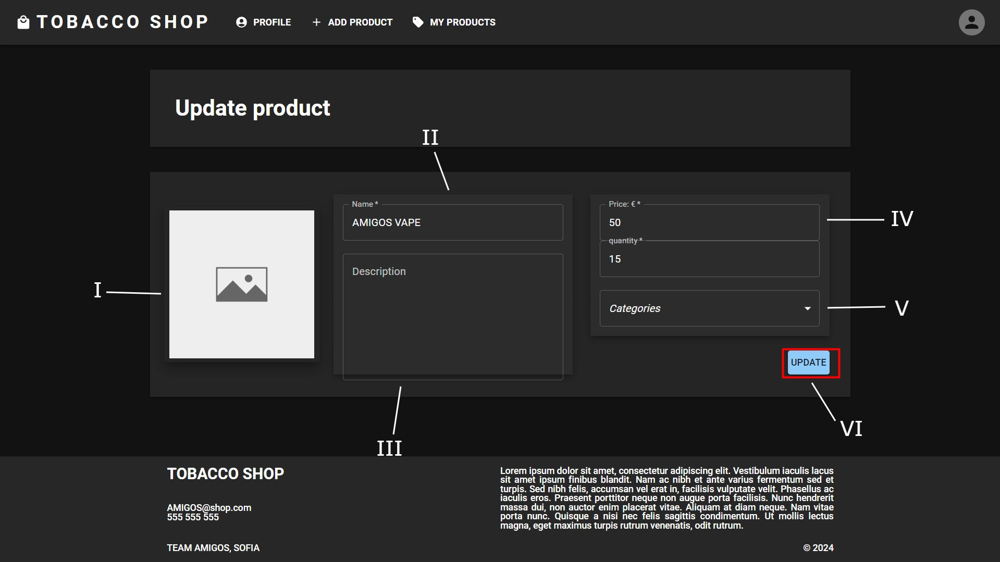 TOBACCO SHOP
PROFILE
ADD PRODUCT
MY PRODUCTS
Update product
II
Name *
AMIGOS VAPE
Description
Price: € *
50
quantity *
15
IV
Categories
V
I
UPDATE
VI
III
TOBACCO SHOP
AMIGOS@shop.com
555 555 555
TEAM AMIGOS, SOFIA
Lorem ipsum dolor sit amet, consectetur adipiscing elit. Vestibulum iaculis lacus
sit amet ipsum finibus blandit. Nam ac nibh et ante varius fermentum sed et
turpis. Sed nibh felis, accumsan vel erat in, facilisis vulputate velit. Phasellus ac
iaculis eros. Praesent porttitor neque non augue porta facilisis. Nunc hendrerit
massa dui, non auctor enim placerat vitae. Aliquam at diam neque. Nam vitae
porta nunc. Quisque a nisi nec felis sagittis condimentum. Ut mollis lectus
magna, eget maximus turpis rutrum venenatis, odit rutrum.
© 2024